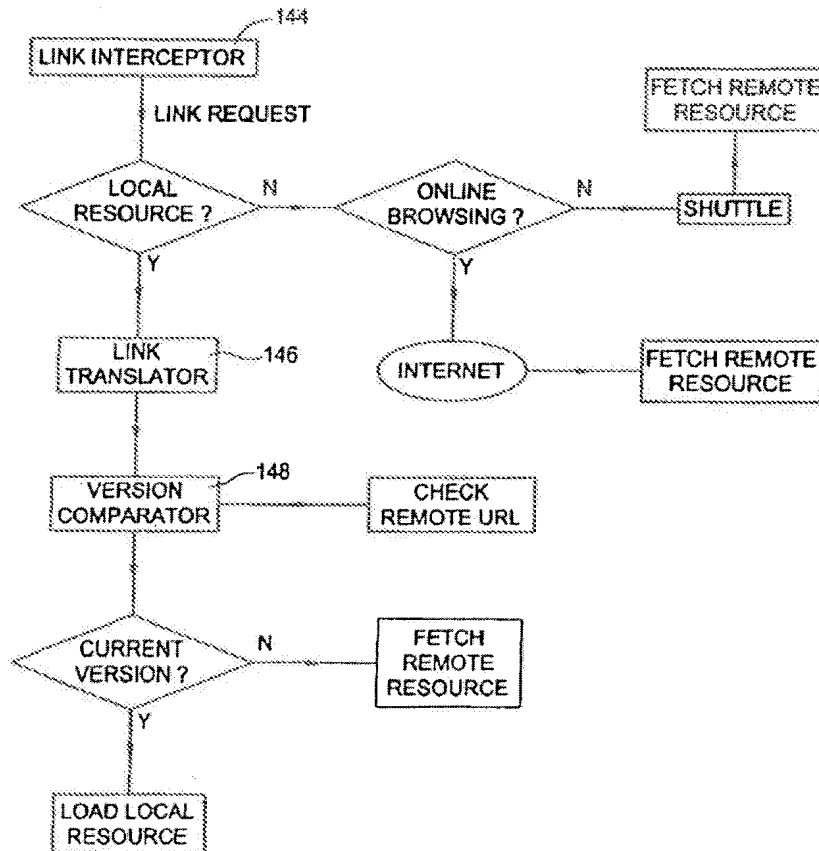 144
LINK INTERCEPTOR
LINK REQUEST
FETCH REMOTE
RESOURCE
LOCAL
RESOURCE ?
N
ONLINE
BROWSING ?
N
SHUTTLE
Y
Y
LINK
TRANSLATOR
146
INTERNET
FETCH REMOTE
RESOURCE
148
VERSION
COMPARATOR
CHECK
REMOTE URL
CURRENT
VERSION ?
N
FETCH
REMOTE
RESOURCE
Y
LOAD LOCAL
RESOURCE